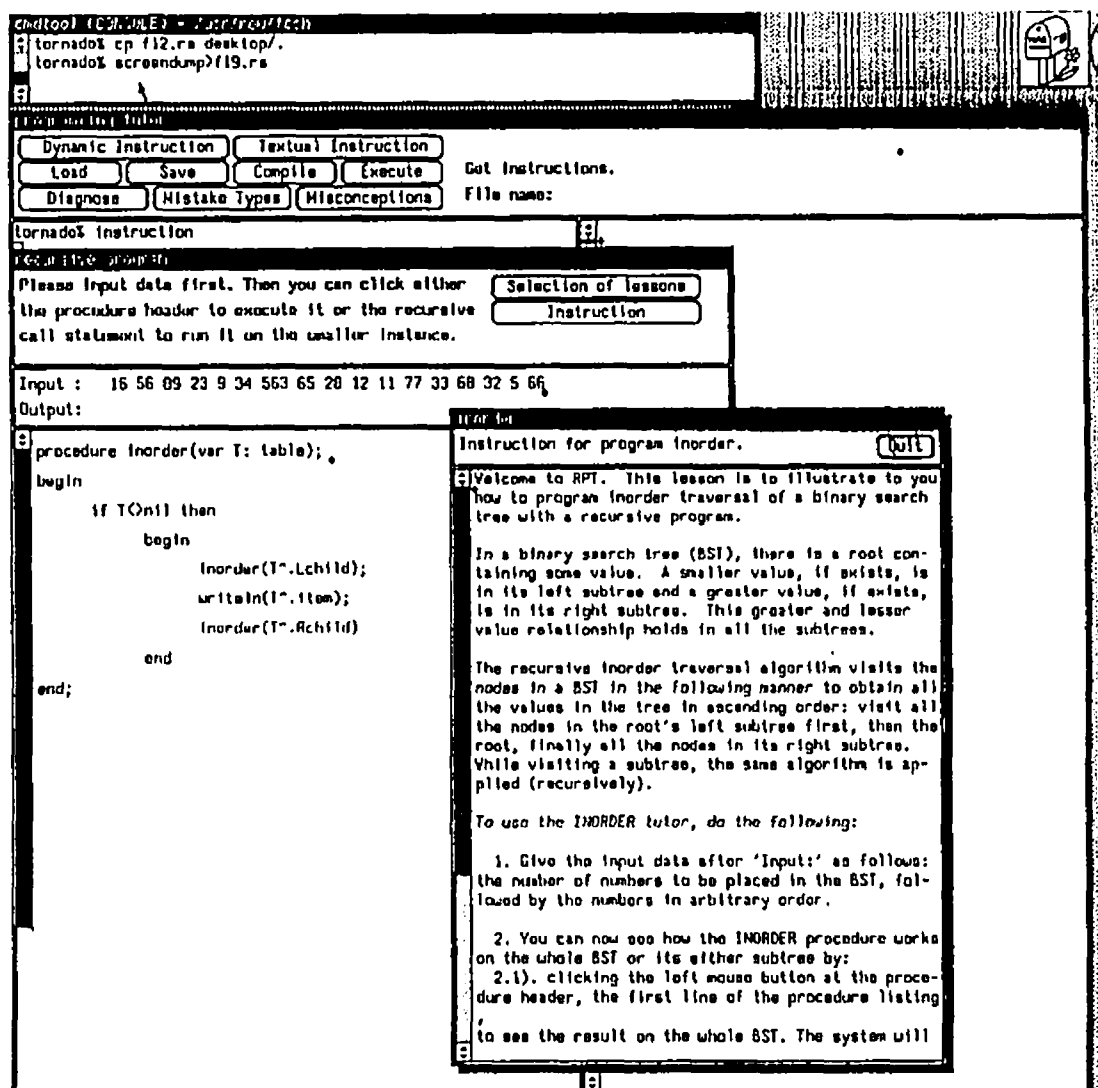 cmdtool (CONSOLE) - /usr/new/tcsh
tornado% cp f12.rs desktop/.
tornado% screendump>f19.rs
Programming Tutor
Dynamic Instruction Textual Instruction
Load Save Compile Execute Got Instructions.
Diagnose Mistake Types Misconceptions File name:
tornado% instruction
recursive program
Please input data first. Then you can click either
the procedure header to execute it or the recursive
call statement to run it on the smaller instance.
Selection of lessons
Instruction
Input : 16 56 89 23 9 34 563 65 20 12 11 77 33 68 32 5 66
Output:
procedure inorder(var T: table);
begin
if T<>nil then
begin
inorder(T^.Lchild);
writeln(T^.item);
inorder(T^.Rchild)
end
end;
inorder
Instruction for program inorder. Quit
Welcome to RPT. This lesson is to illustrate to you
how to program inorder traversal of a binary search
tree with a recursive program.
In a binary search tree (BST), there is a root con-
taining some value. A smaller value, if exists, is
in its left subtree and a greater value, if exists,
is in its right subtree. This greater and lesser
value relationship holds in all the subtrees.
The recursive inorder traversal algorithm visits the
nodes in a BST in the following manner to obtain all
the values in the tree in ascending order: visit all
the nodes in the root's left subtree first, then the
root, finally all the nodes in its right subtree.
While visiting a subtree, the same algorithm is ap-
plied (recursively).
To use the INORDER tutor, do the following:
1. Give the input data after 'Input:' as follows:
the number of numbers to be placed in the BST, fol-
lowed by the numbers in arbitrary order.
2. You can now see how the INORDER procedure works
on the whole BST or its either subtree by:
2.1). clicking the left mouse button at the proce-
dure header, the first line of the procedure listing
,
to see the result on the whole BST. The system will